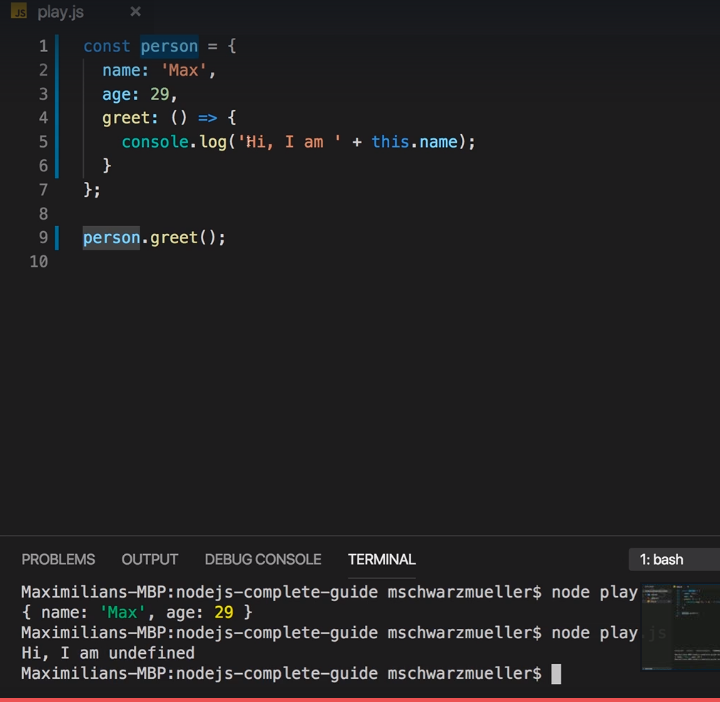 JS play.js ×
1 const person = {
2 name: 'Max',
3 age: 29,
4 greet: () => {
5 console.log('Hi, I am ' + this.name);
6 }
7 };
8
9 person.greet();
10
PROBLEMS OUTPUT DEBUG CONSOLE TERMINAL 1: bash
Maximilians-MBP:nodejs-complete-guide mschwarzmueller$ node play
{ name: 'Max', age: 29 }
Maximilians-MBP:nodejs-complete-guide mschwarzmueller$ node play.js
Hi, I am undefined
Maximilians-MBP:nodejs-complete-guide mschwarzmueller$